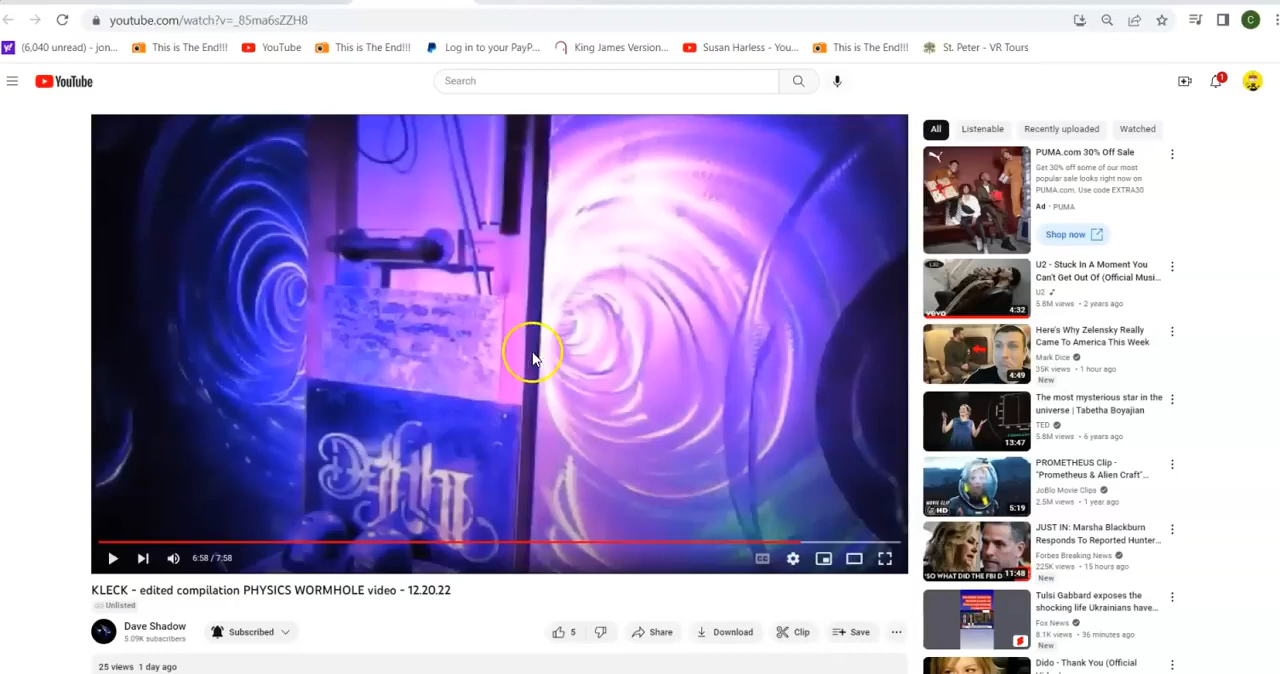 youtube.com/watch?v=_85ma6sZZH8
(6,040 unread) - jon...
This is The End!!!
YouTube
This is The End!!!
Log in to your PayP...
King James Version...
Susan Harless - You...
This is The End!!!
St. Peter - VR Tours
YouTube
Search
All
Listenable
Recently uploaded
Watched
PUMA.com 30% Off Sale
Get 30% off some of our most
popular sale looks right now on
PUMA.com. Use code EXTRA30
Ad · PUMA
Shop now
U2 - Stuck In A Moment You
Can't Get Out Of (Official Musi...
U2
5.8M views • 2 years ago
4:32
Here's Why Zelensky Really
Came To America This Week
Mark Dice
35K views • 1 hour ago
New
4:49
The most mysterious star in the
universe | Tabetha Boyajian
TED
5.8M views • 6 years ago
13:47
PROMETHEUS Clip -
"Prometheus & Alien Craft"...
JoBlo Movie Clips
2.5M views • 1 year ago
5:19
JUST IN: Marsha Blackburn
Responds To Reported Hunter...
Forbes Breaking News
225K views • 15 hours ago
New
11:48
Tulsi Gabbard exposes the
shocking life Ukrainians have...
Fox News
8.1K views • 36 minutes ago
New
Dido - Thank You (Official
6:58 / 7:58
KLECK - edited compilation PHYSICS WORMHOLE video - 12.20.22
Unlisted
Dave Shadow
5.09K subscribers
Subscribed
5
Share
Download
Clip
Save
25 views 1 day ago